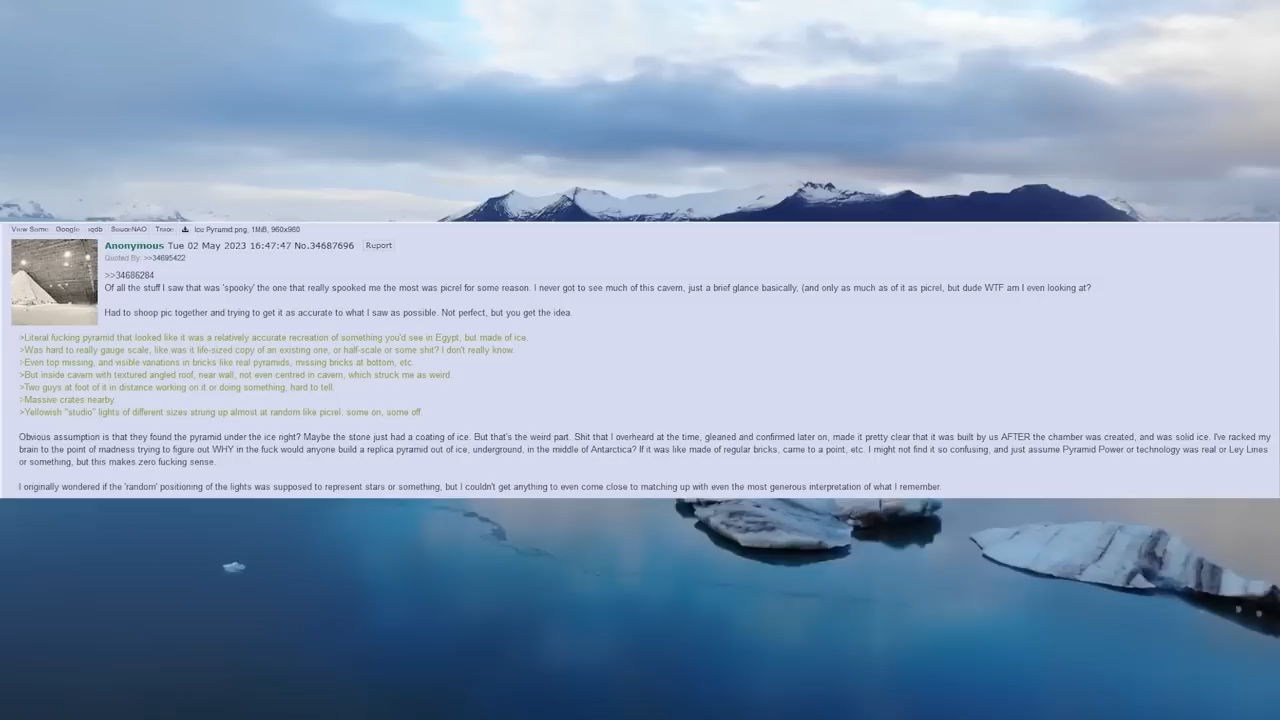 View Same Google iqdb SauceNAO Trace Ice Pyramid.png, 1MiB, 960x960
Anonymous Tue 02 May 2023 16:47:47 No.34687696 Report
Quoted By: >>34695422
>>34686284
Of all the stuff I saw that was 'spooky' the one that really spooked me the most was picrel for some reason. I never got to see much of this cavern, just a brief glance basically, (and only as much as of it as picrel, but dude WTF am I even looking at?
Had to shoop pic together and trying to get it as accurate to what I saw as possible. Not perfect, but you get the idea.
>Literal fucking pyramid that looked like it was a relatively accurate recreation of something you'd see in Egypt, but made of ice.
>Was hard to really gauge scale, like was it life-sized copy of an existing one, or half-scale or some shit? I don't really know.
>Even top missing, and visible variations in bricks like real pyramids, missing bricks at bottom, etc.
>But inside cavern with textured angled roof, near wall, not even centred in cavern, which struck me as weird.
>Two guys at foot of it in distance working on it or doing something, hard to tell.
>Massive crates nearby.
>Yellowish "studio" lights of different sizes strung up almost at random like picrel, some on, some off.
Obvious assumption is that they found the pyramid under the ice right? Maybe the stone just had a coating of ice. But that's the weird part. Shit that I overheard at the time, gleaned and confirmed later on, made it pretty clear that it was built by us AFTER the chamber was created, and was solid ice. I've racked my
brain to the point of madness trying to figure out WHY in the fuck would anyone build a replica pyramid out of ice, underground, in the middle of Antarctica? If it was like made of regular bricks, came to a point, etc. I might not find it so confusing, and just assume Pyramid Power or technology was real or Ley Lines
or something, but this makes zero fucking sense.
I originally wondered if the 'random' positioning of the lights was supposed to represent stars or something, but I couldn't get anything to even come close to matching up with even the most generous interpretation of what I remember.